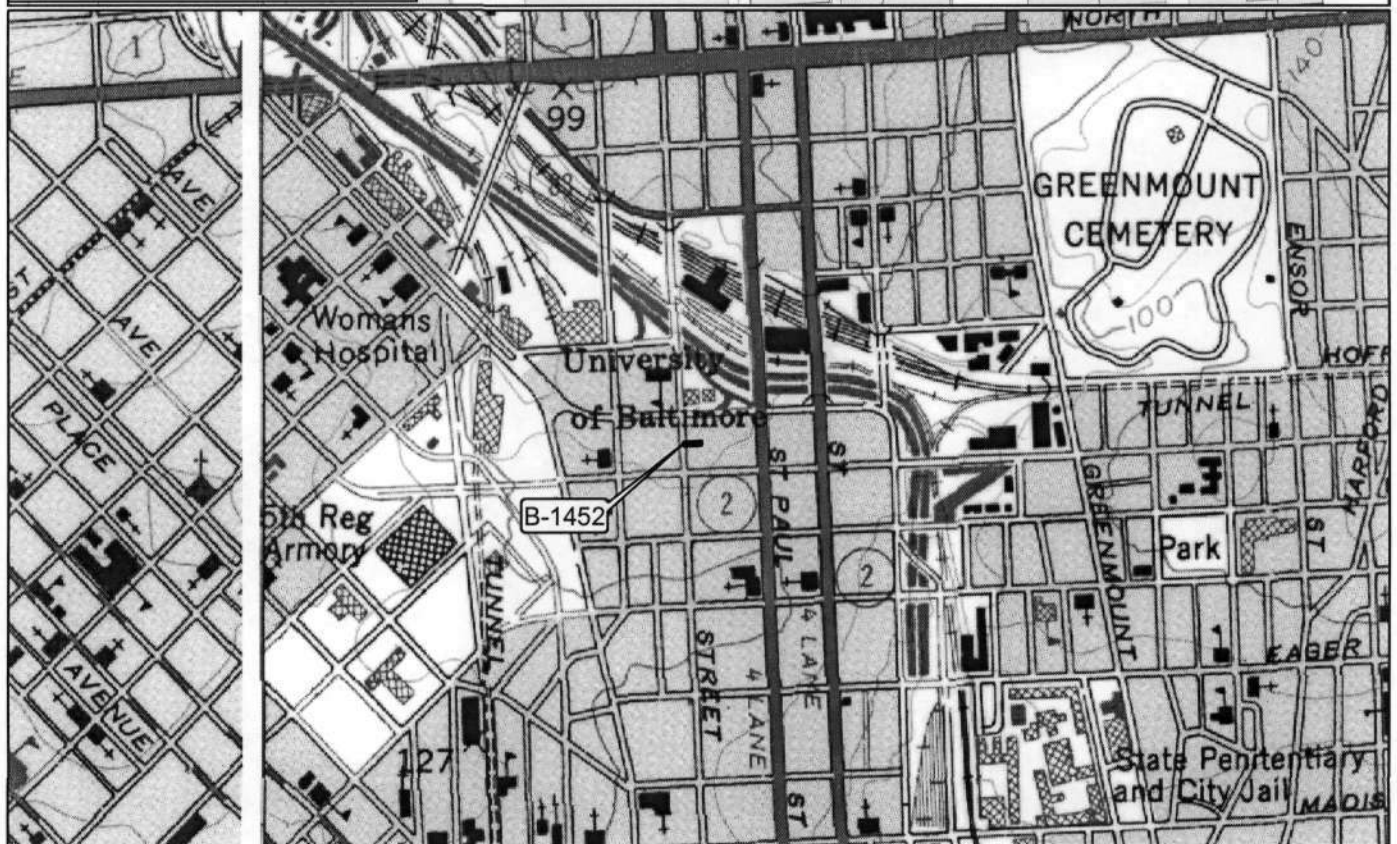 NORTH
1
1
E
99
140
AVE
GREENMOUNT
CEMETERY
ENSOR
ST
AVE
100
Womans
Hospital
University
of Baltimore
HOFF
TUNNEL
HARFORD
PLACE
ST PAUL
ST
GREENMOUNT
B-1452
2
5th Reg
Armory
ST
Park
2
TUNNEL
STREET
4 LANE
4 LANE
EAGER
AVENUE
127
State Penitentiary
and City Jail
MADIS
ST